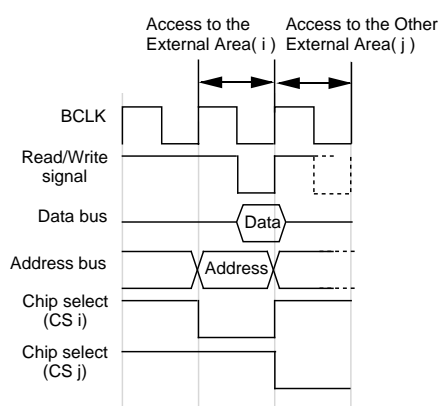 Access to the
External Area( i )
Access to the Other
External Area( j )
BCLK
Read/Write
signal
Data bus
Data
Address bus
Address
Chip select
(CS i)
Chip select
(CS j)